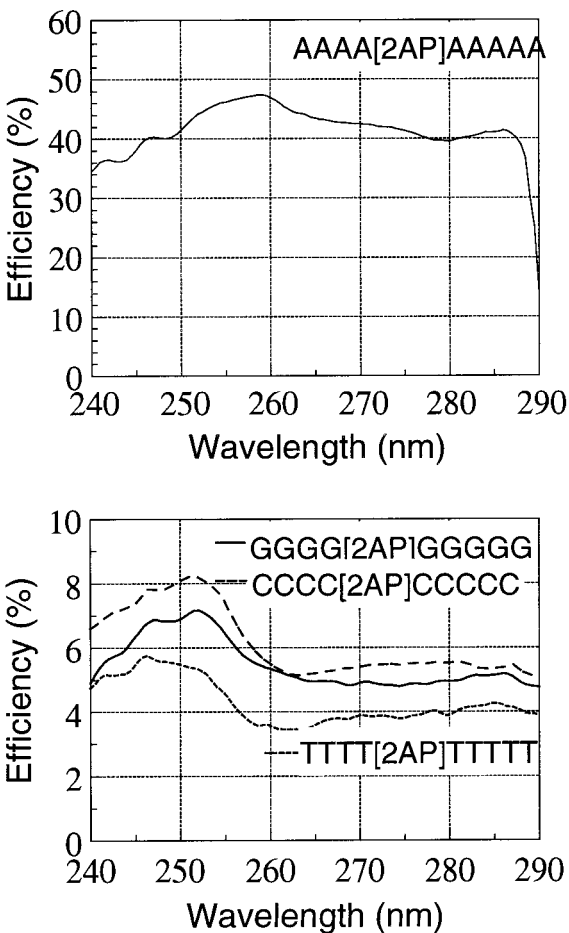 60
50
40
30
20
10
0
Efficiency (%)
AAAA[2AP]AAAAA
240 250 260 270 280 290
Wavelength (nm)
10
8
6
4
2
0
Efficiency (%)
GGGG[2AP]GGGGG
CCCC[2AP]CCCCC
TTTT[2AP]TTTTT
240 250 260 270 280 290
Wavelength (nm)